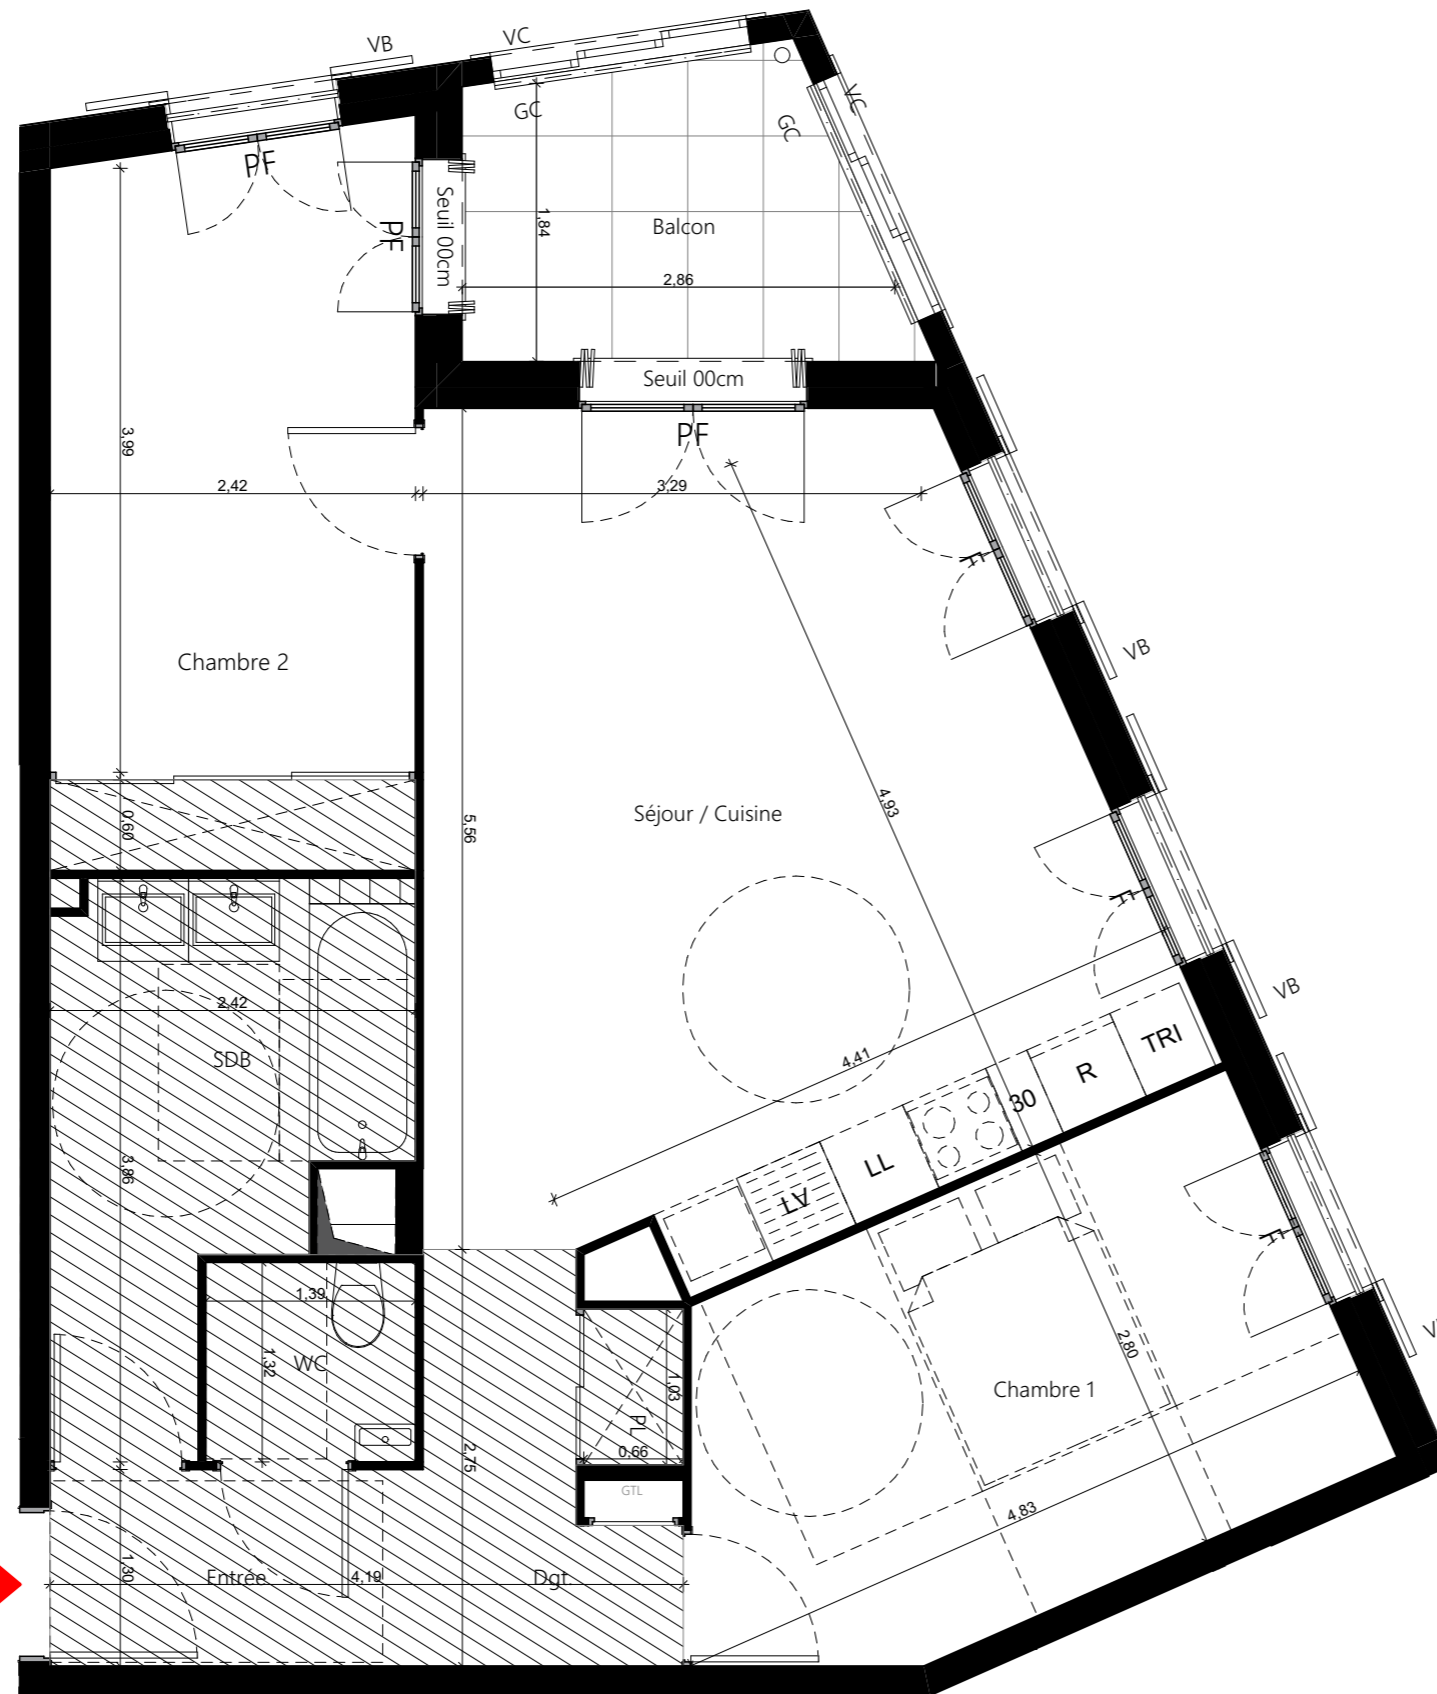 VB
VC
VC
GC
GC
PF
PF
Seuil 00cm
1,84
Balcon
2,86
Seuil 00cm
PF
3,99
2,42
3,29
F
VB
Chambre 2
0,60
5,56
Séjour / Cuisine
4,93
F
VB
2,42
SDB
4,41
TRI
R
30
LL
LV
3,86
1,39
1,32
WC
1,03
PL
0,66
2,75
GTL
F
2,80
Chambre 1
4,83
1,30
Entrée
4,19
Dgt.